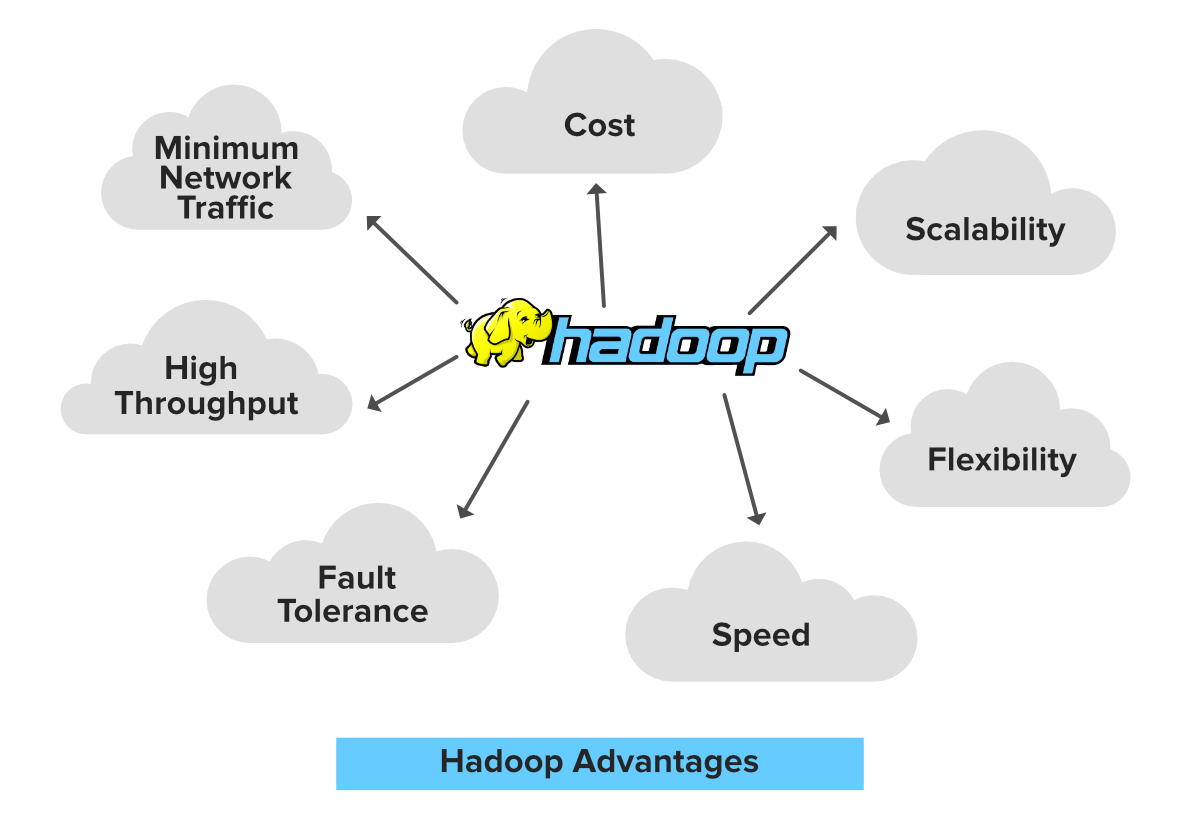 Cost
Minimum
Network
Traffic
Scalability
hadoop
High
Throughput
Flexibility
Fault
Tolerance
Speed
Hadoop Advantages